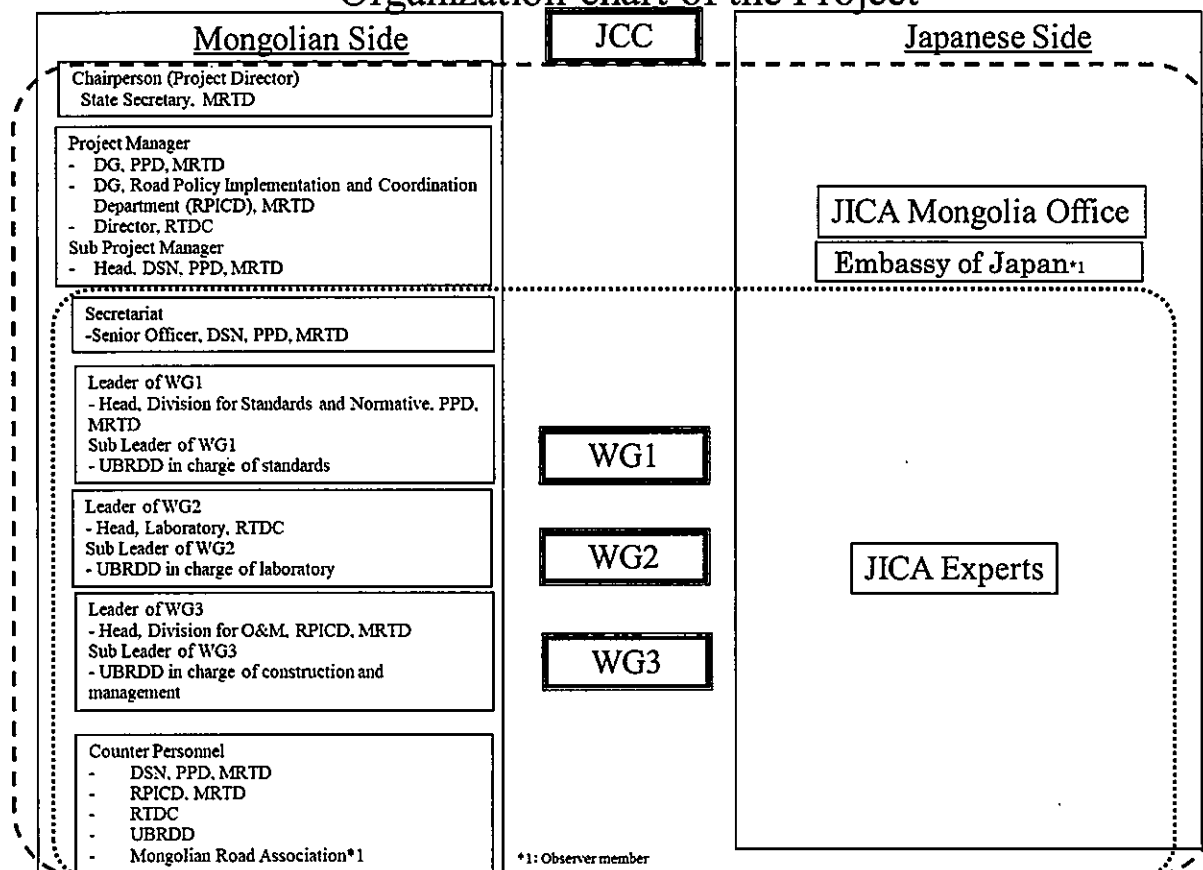 Organization chart of the Project
Mongolian Side
Chairperson (Project Director)
State Secretary. MRTD
Project Manager
- DG, PPD, MRTD
- DG, Road Policy Implementation and Coordination
Department (RPICD), MRTD
- Director, RTDC
Sub Project Manager
- Head, DSN, PPD, MRTD
Secretariat
-Senior Officer, DSN, PPD, MRTD
Leader of WG1
- Head, Division for Standards and Normative. PPD,
MRTD
Sub Leader of WG1
- UBRDD in charge of standards
Leader of WG2
- Head, Laboratory, RTDC
Sub Leader of WG2
- UBRDD in charge of laboratory
Leader of WG3
- Head, Division for O&M, RPICD, MRTD
Sub Leader of WG3
- UBRDD in charge of construction and
management
Counter Personnel
- DSN, PPD, MRTD
- RPICD, MRTD
- RTDC
- UBRDD
- Mongolian Road Association*1
JCC
WG1
WG2
WG3
*1: Observer member
Japanese Side
JICA Mongolia Office
Embassy of Japan*1
JICA Experts